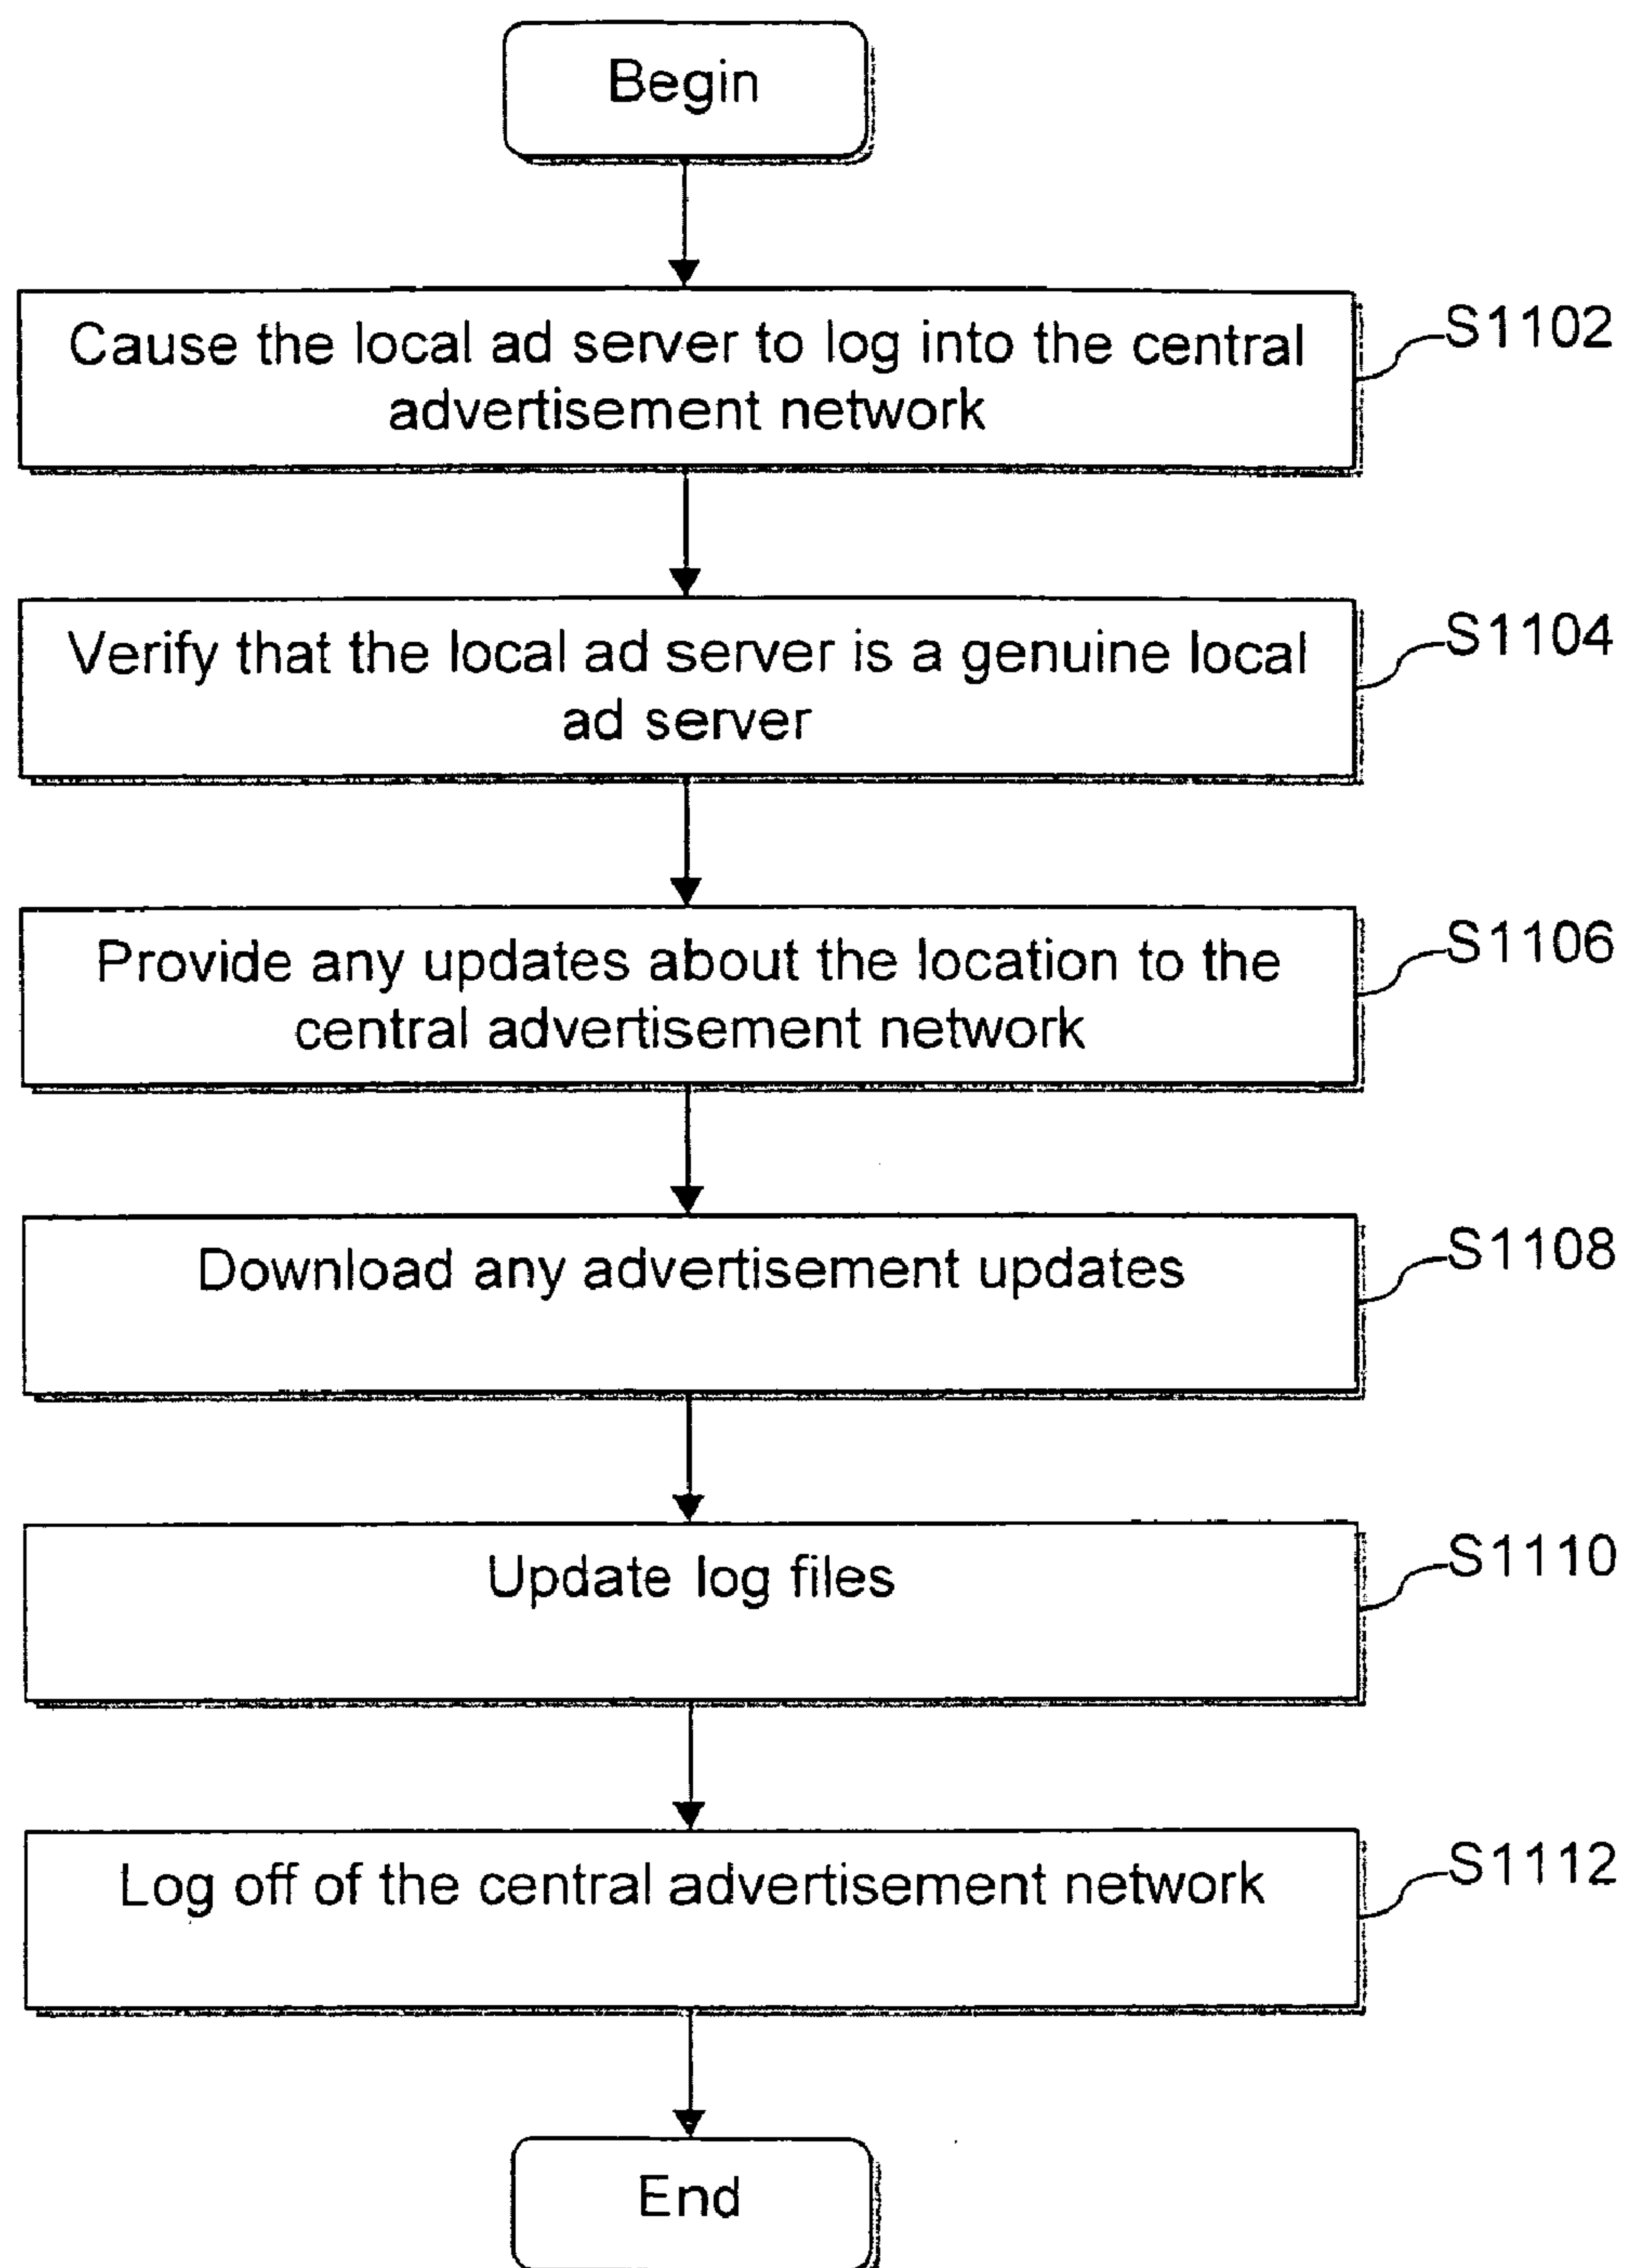 Begin
Cause the local ad server to log into the central
advertisement network
S1102
Verify that the local ad server is a genuine local
ad server
S1104
Provide any updates about the location to the
central advertisement network
S1106
Download any advertisement updates
S1108
Update log files
S1110
Log off of the central advertisement network
S1112
End